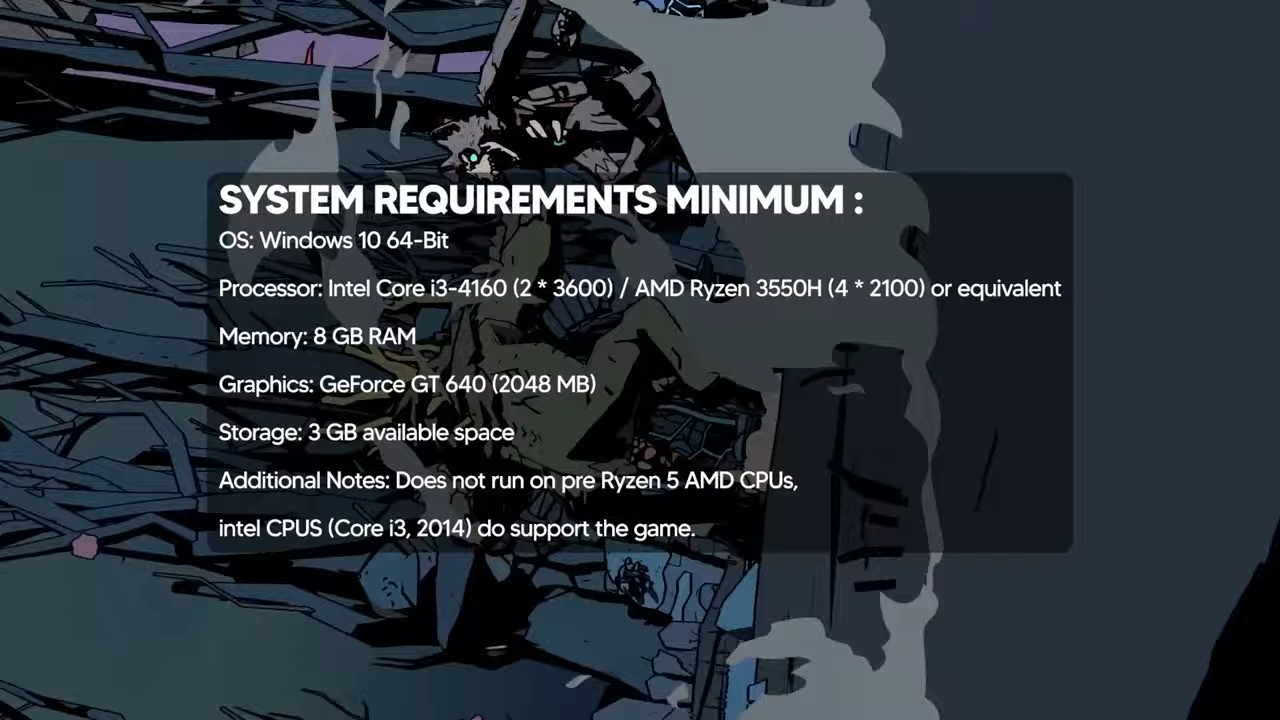 SYSTEM REQUIREMENTS MINIMUM :
OS: Windows 10 64-Bit
Processor: Intel Core i3-4160 (2 * 3600) / AMD Ryzen 3550H (4 * 2100) or equivalent
Memory: 8 GB RAM
Graphics: GeForce GT 640 (2048 MB)
Storage: 3 GB available space
Additional Notes: Does not run on pre Ryzen 5 AMD CPUs,
intel CPUS (Core i3, 2014) do support the game.